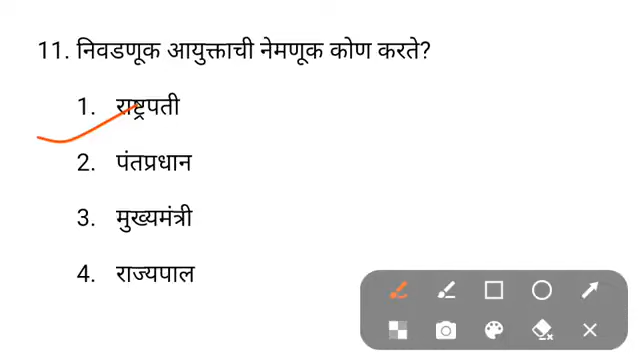 11. निवडणूक आयुक्ताची नेमणूक कोण करते?
1. राष्ट्रपती
2. पंतप्रधान
3. मुख्यमंत्री
4. राज्यपाल